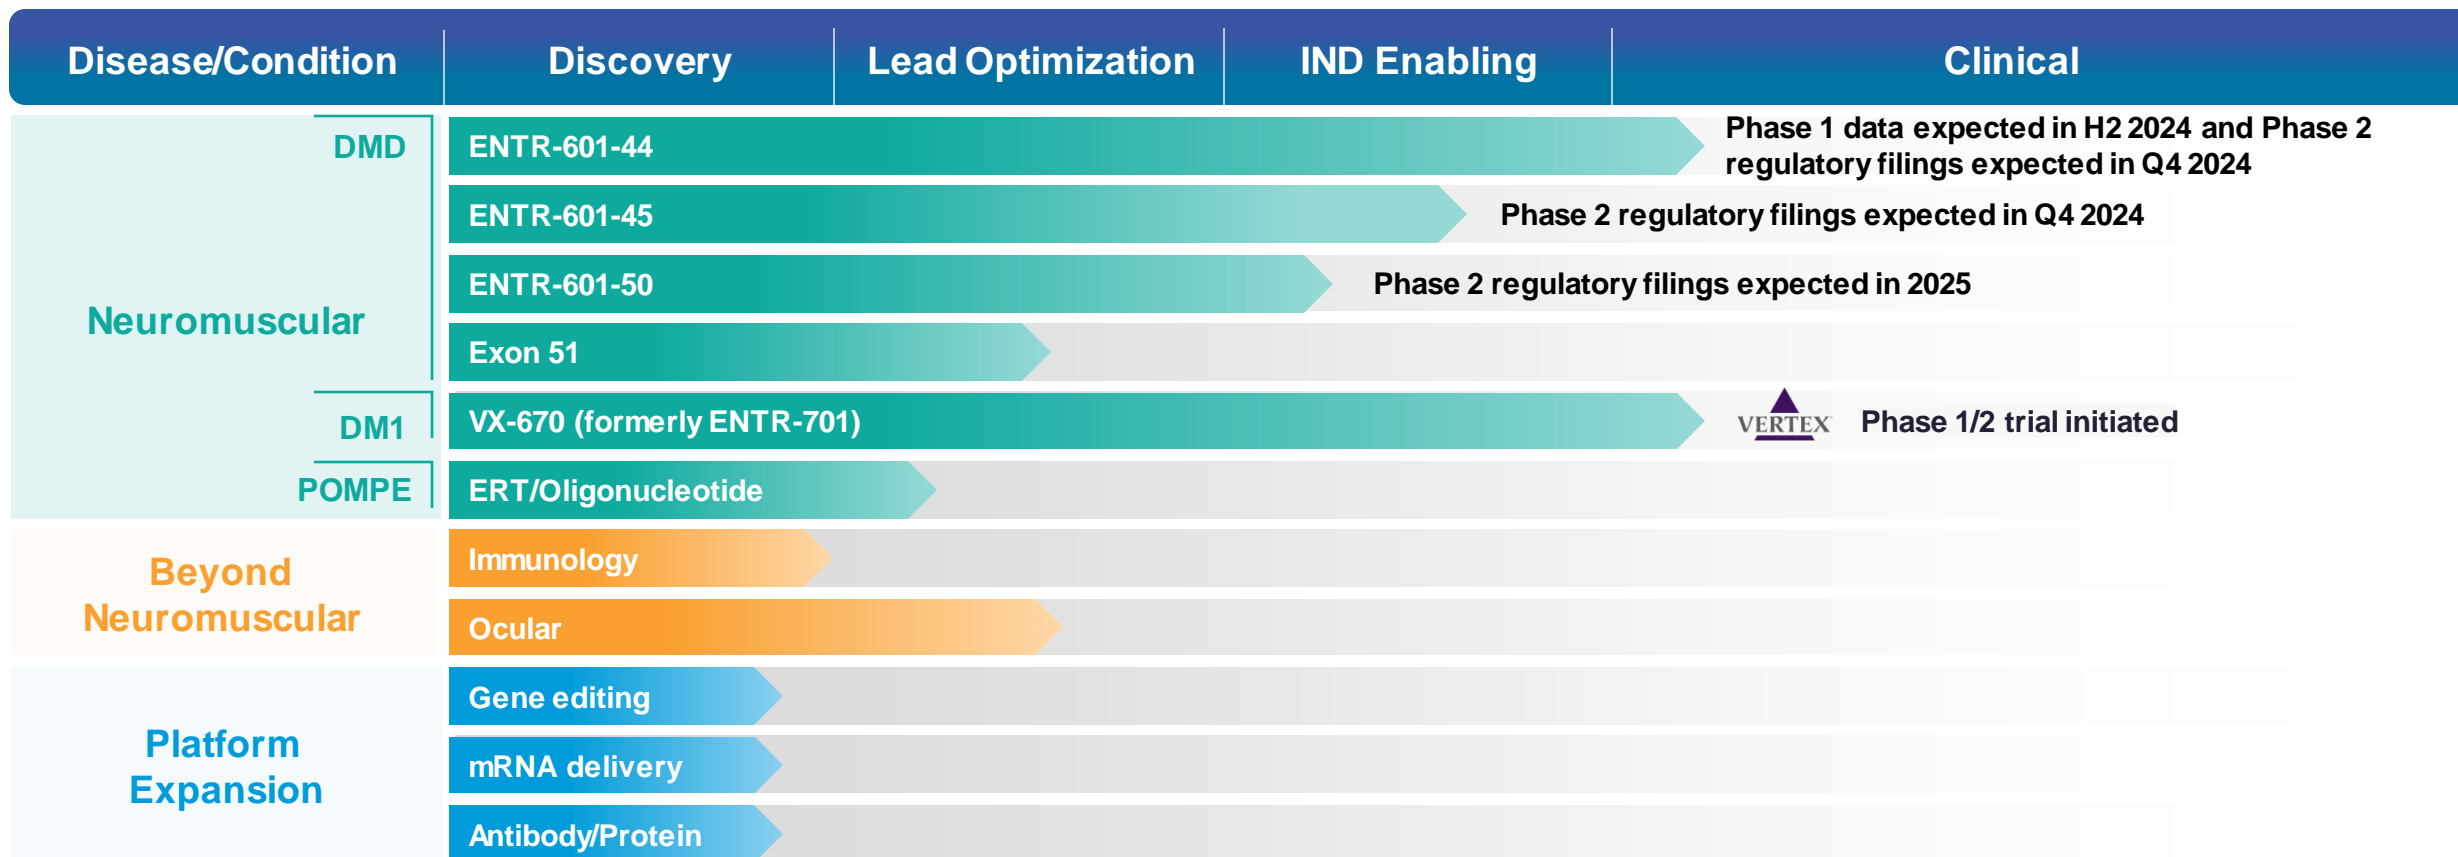 Disease/Condition
Discovery
Lead Optimization
IND Enabling
Clinical
Neuromuscular
DMD
ENTR-601-44
Phase 1 data expected in H2 2024 and Phase 2
regulatory filings expected in Q4 2024
ENTR-601-45
Phase 2 regulatory filings expected in Q4 2024
ENTR-601-50
Phase 2 regulatory filings expected in 2025
Exon 51
DM1
VX-670 (formerly ENTR-701)
VERTEX
Phase 1/2 trial initiated
POMPE
ERT/Oligonucleotide
Beyond
Neuromuscular
Immunology
Ocular
Platform
Expansion
Gene editing
mRNA delivery
Antibody/Protein